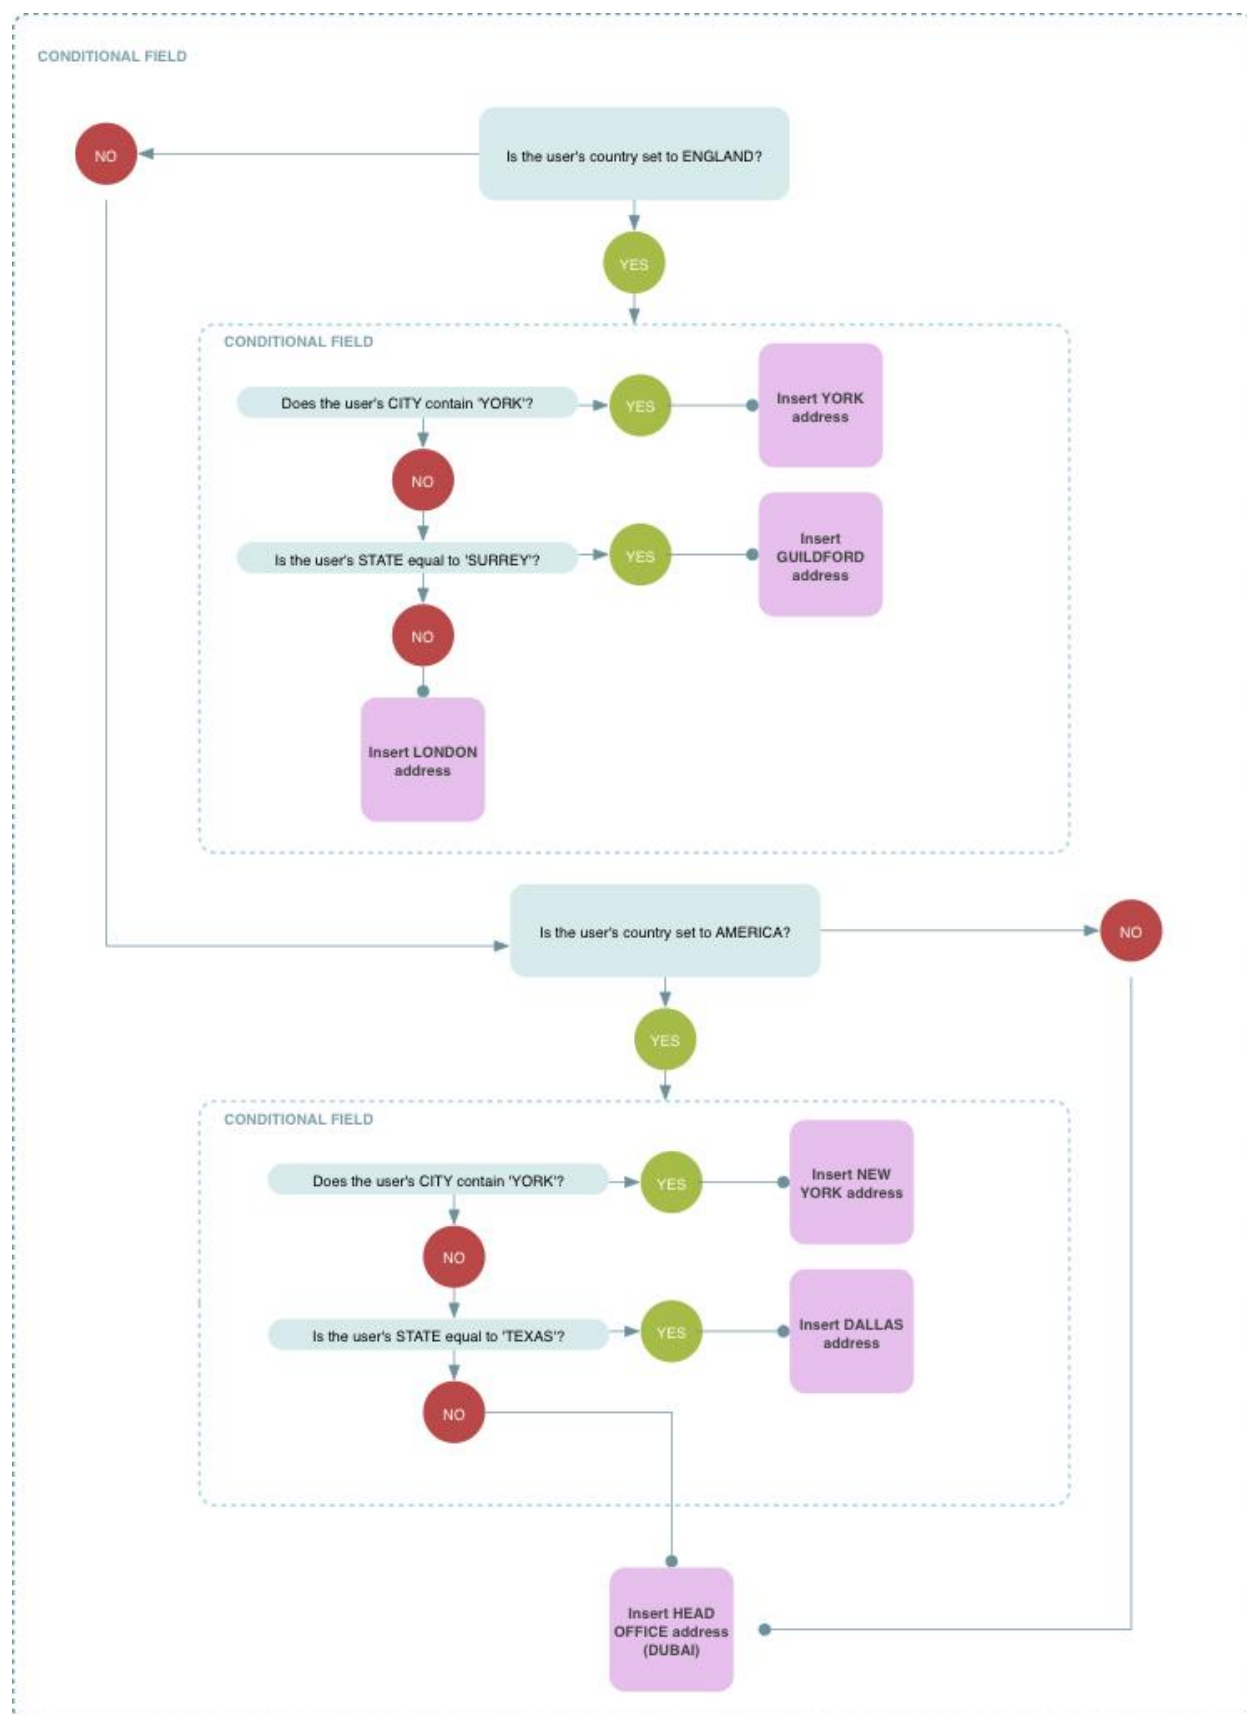 CONDITIONAL FIELD
NO
Is the user's country set to ENGLAND?
YES
CONDITIONAL FIELD
Does the user's CITY contain 'YORK'?
YES
Insert YORK
address
NO
Is the user's STATE equal to 'SURREY'?
YES
Insert
GUILDFORD
address
NO
Insert LONDON
address
Is the user's country set to AMERICA?
NO
YES
CONDITIONAL FIELD
Does the user's CITY contain 'YORK'?
YES
Insert NEW
YORK address
NO
Is the user's STATE equal to 'TEXAS'?
YES
Insert DALLAS
address
NO
Insert HEAD
OFFICE address
(DUBAI)